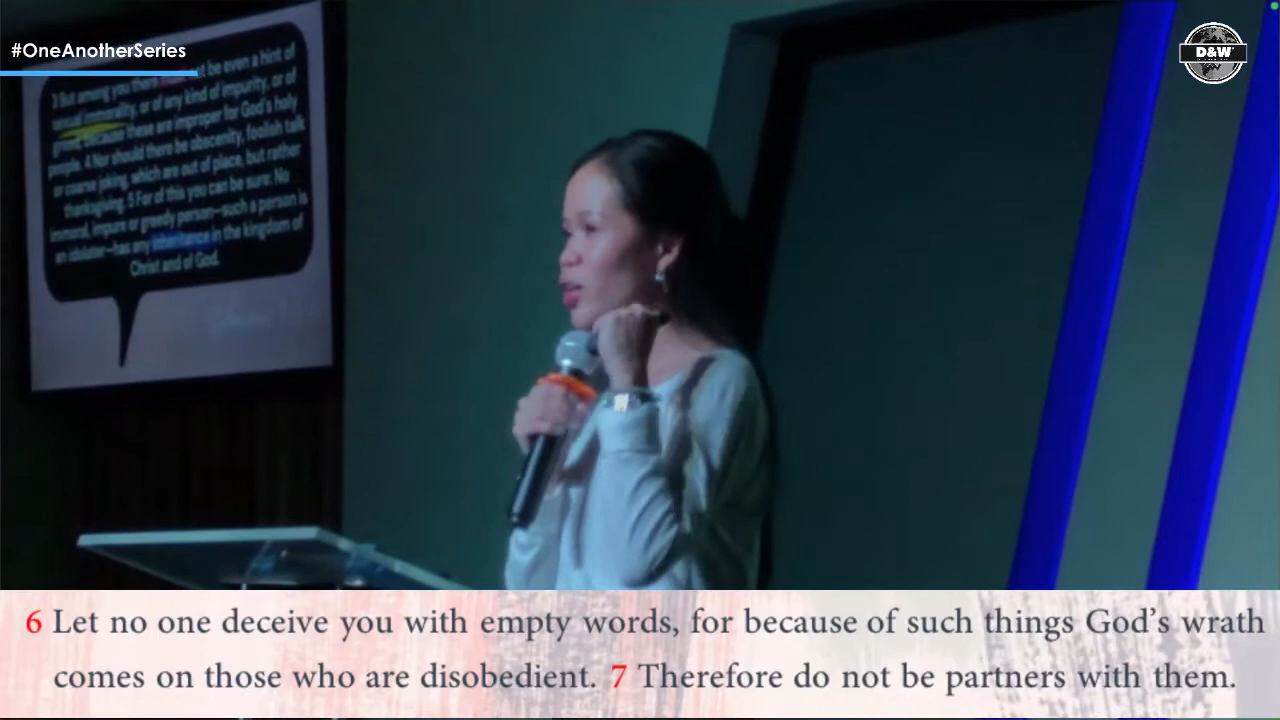 #OneAnotherSeries
D&W
3 But among you there must not be even a hint of
sexual immorality, or of any kind of impurity, or of
greed, because these are improper for God's holy
people. 4 Nor should there be obscenity, foolish talk
or coarse joking, which are out of place, but rather
thanksgiving. 5 For of this you can be sure: No
immoral, impure or greedy person—such a person is
an idolater—has any inheritance in the kingdom of
Christ and of God.
6 Let no one deceive you with empty words, for because of such things God's wrath
comes on those who are disobedient. 7 Therefore do not be partners with them.